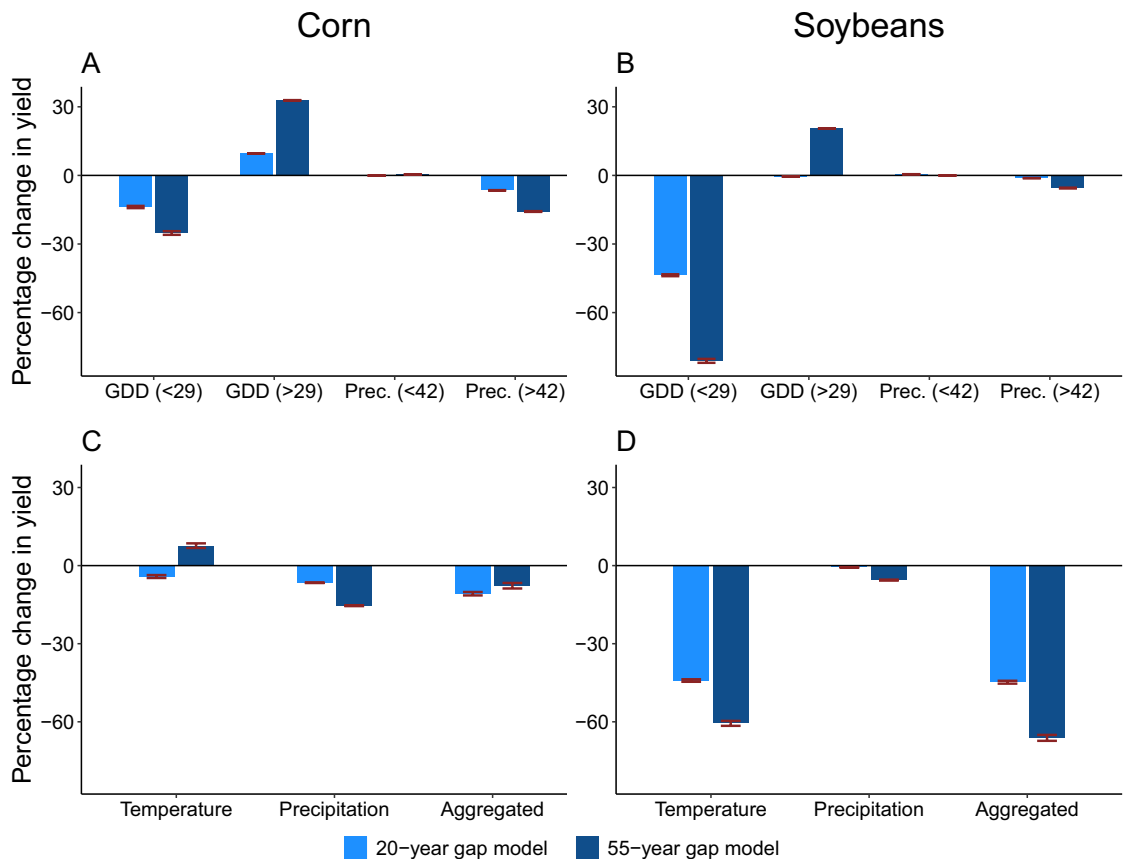 Corn
Soybeans
A
B
Percentage change in yield
30
0
−30
−60
GDD (<29) GDD (>29) Prec. (<42) Prec. (>42)
30
0
−30
−60
GDD (<29) GDD (>29) Prec. (<42) Prec. (>42)
C
D
Percentage change in yield
30
0
−30
−60
Temperature Precipitation Aggregated
30
0
−30
−60
Temperature Precipitation Aggregated
20−year gap model 55−year gap model